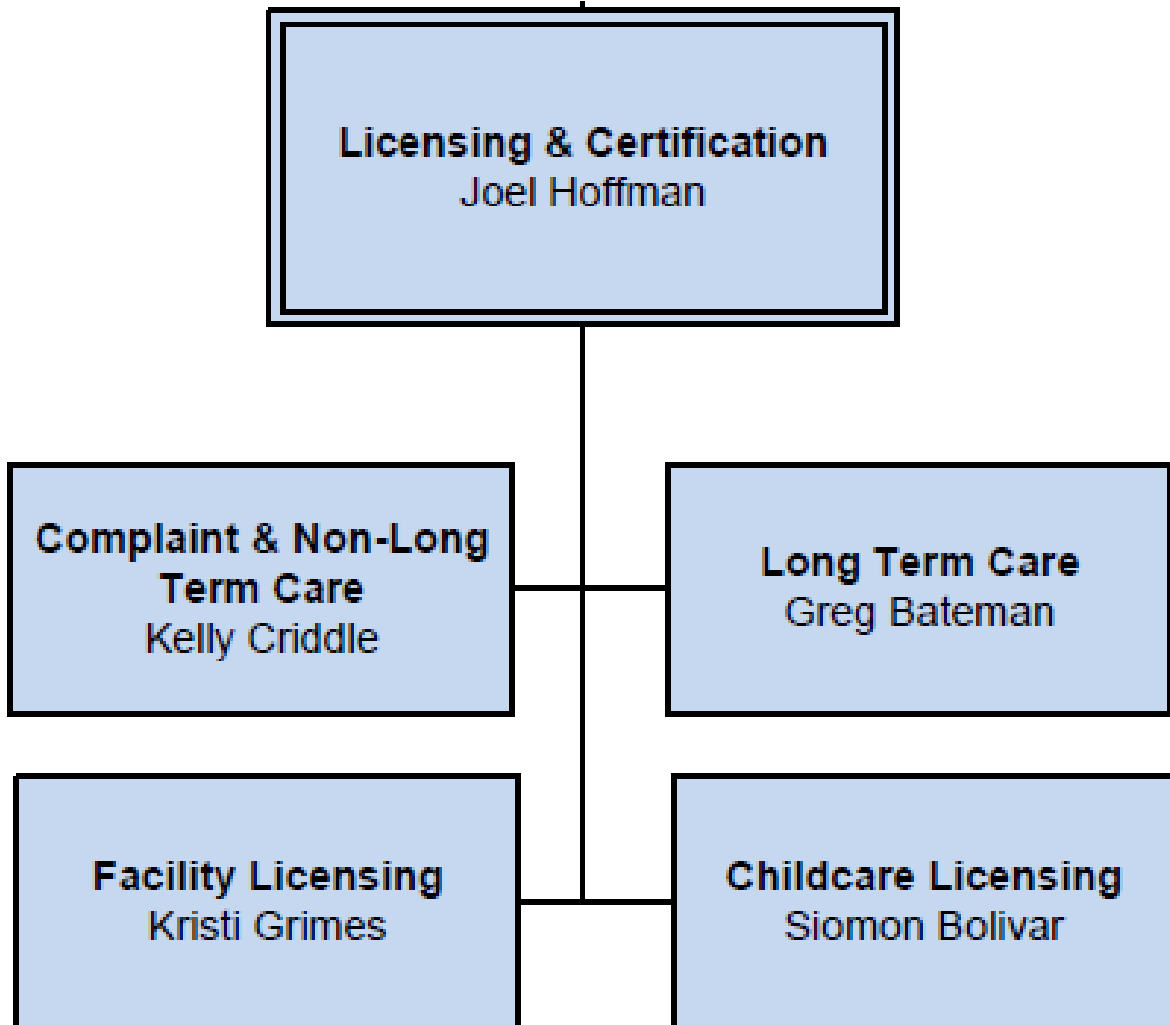 Licensing & Certification
Joel Hoffman
Complaint & Non-Long
Term Care
Kelly Criddle
Long Term Care
Greg Bateman
Facility Licensing
Kristi Grimes
Childcare Licensing
Siomon Bolivar